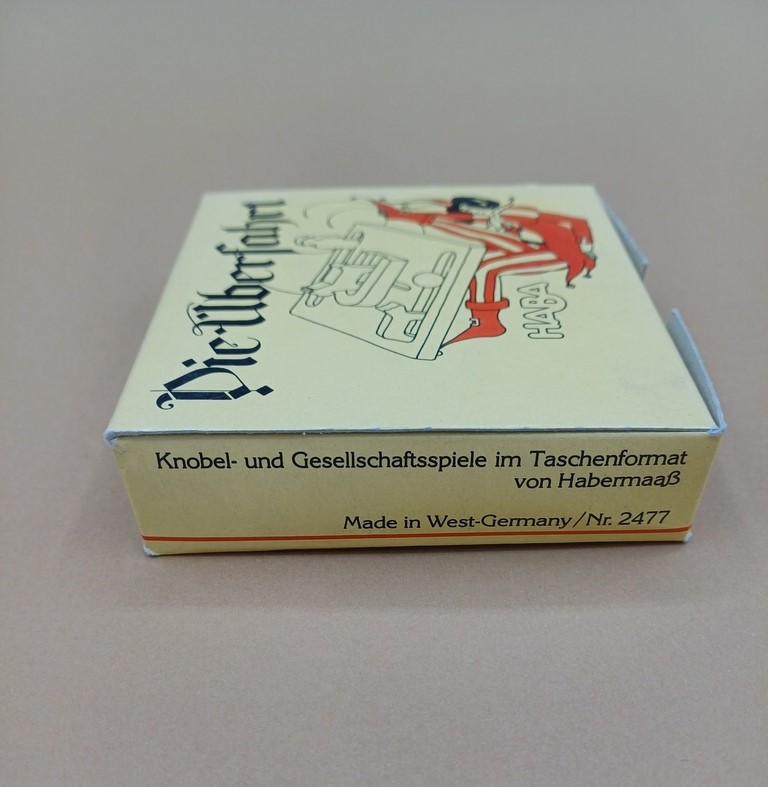 Die Überfahrt
HABA
Knobel- und Gesellschaftsspiele im Taschenformat
von Habermaaß
Made in West-Germany/Nr. 2477